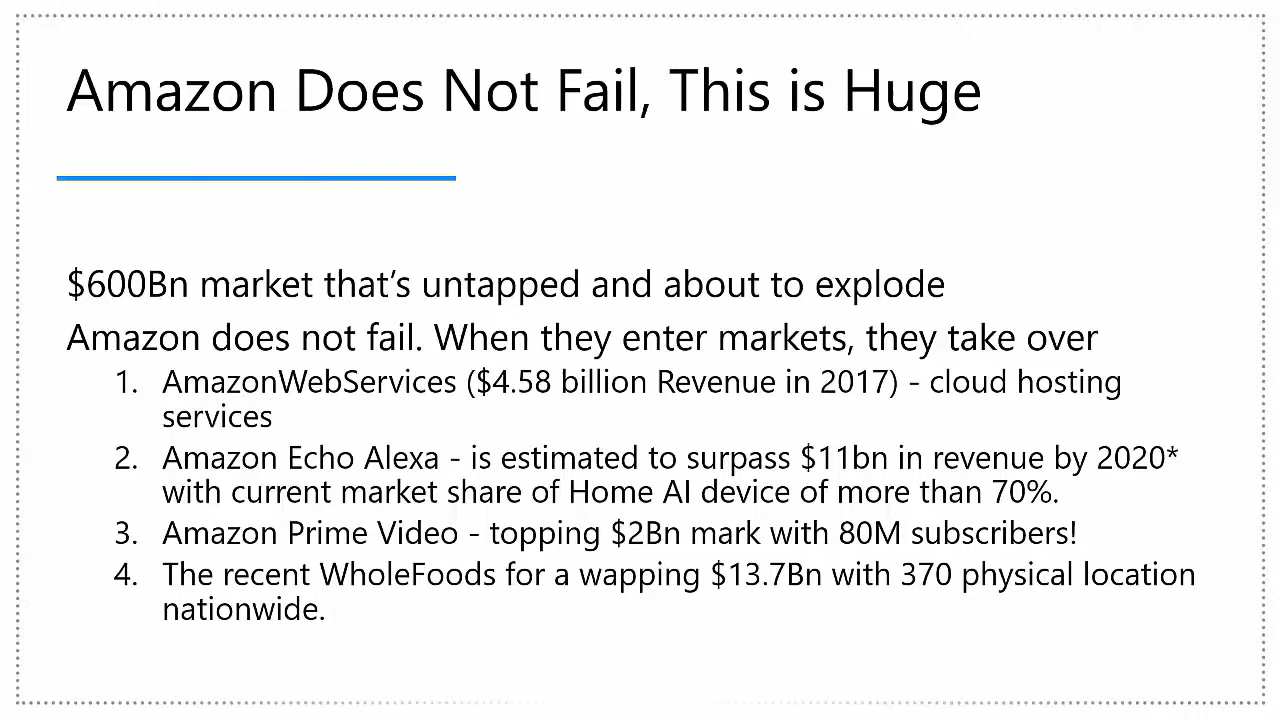 Amazon Does Not Fail, This is Huge
$600Bn market that’s untapped and about to explode
Amazon does not fail. When they enter markets, they take over
1. AmazonWebServices ($4.58 billion Revenue in 2017) - cloud hosting
services
2. Amazon Echo Alexa - is estimated to surpass $11bn in revenue by 2020*
with current market share of Home AI device of more than 70%.
3. Amazon Prime Video - topping $2Bn mark with 80M subscribers!
4. The recent WholeFoods for a wapping $13.7Bn with 370 physical location
nationwide.